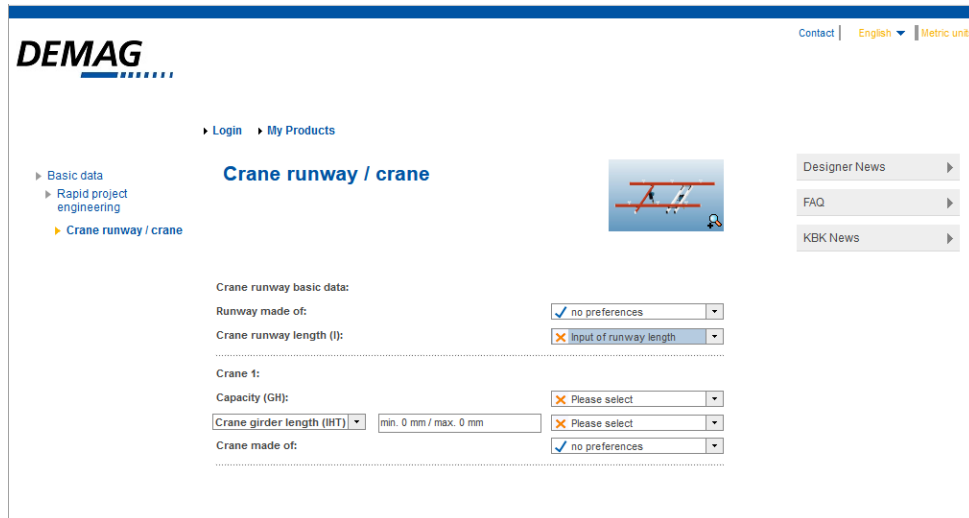 Contact
English
Metric unit
DEMAG
Login
My Products
Basic data
Rapid project
engineering
Crane runway / crane
Crane runway / crane
Designer News
FAQ
KBK News
Crane runway basic data:
Runway made of:
no preferences
Crane runway length (l):
Input of runway length
Crane 1:
Capacity (GH):
Please select
Crane girder length (lHT)
min. 0 mm / max. 0 mm
Please select
Crane made of:
no preferences